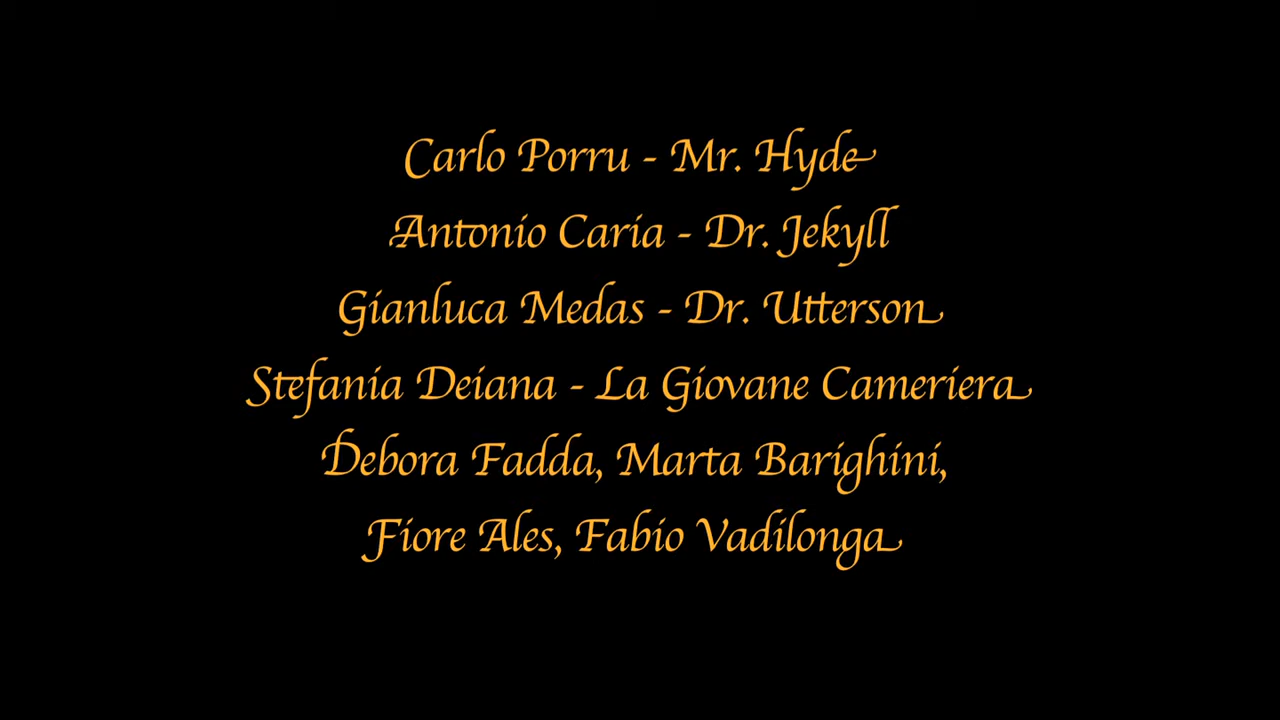 Carlo Porru - Mr. Hyde
Antonio Caria - Dr. Jekyll
Gianluca Medas - Dr. Utterson
Stefania Deiana - La Giovane Cameriera
Debora Fadda, Marta Barighini,
Fiore Ales, Fabio Vadilonga